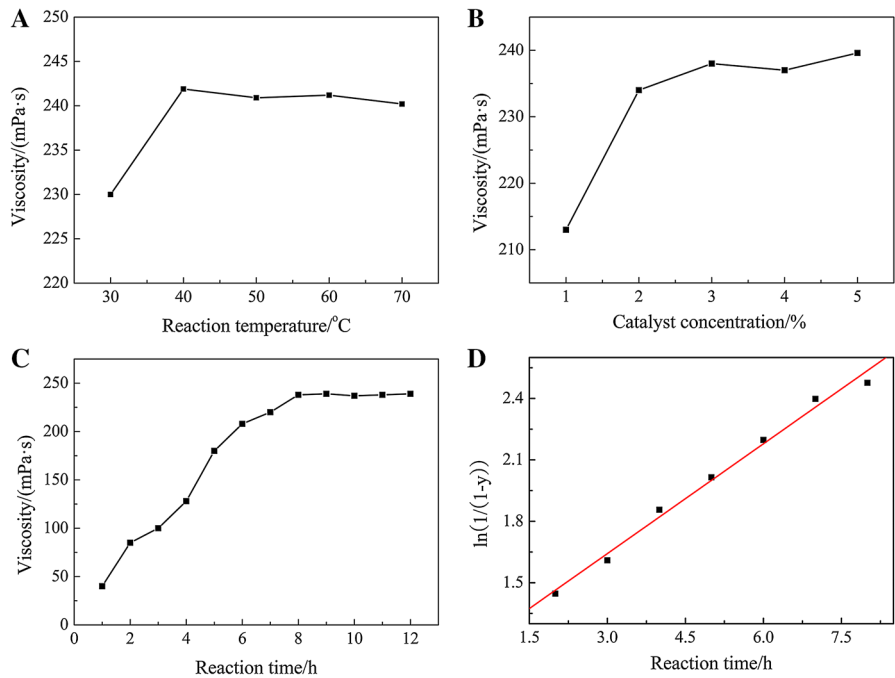 A
250
245
240
235
230
225
220
Viscosity/(mPa·s)
30 40 50 60 70
Reaction temperature/°C
B
240
230
220
210
Viscosity/(mPa·s)
1 2 3 4 5
Catalyst concentration/%
C
250
200
150
100
50
0
Viscosity/(mPa·s)
0 2 4 6 8 10 12
Reaction time/h
D
2.4
2.1
1.8
1.5
ln(1/(1-y))
1.5 3.0 4.5 6.0 7.5
Reaction time/h